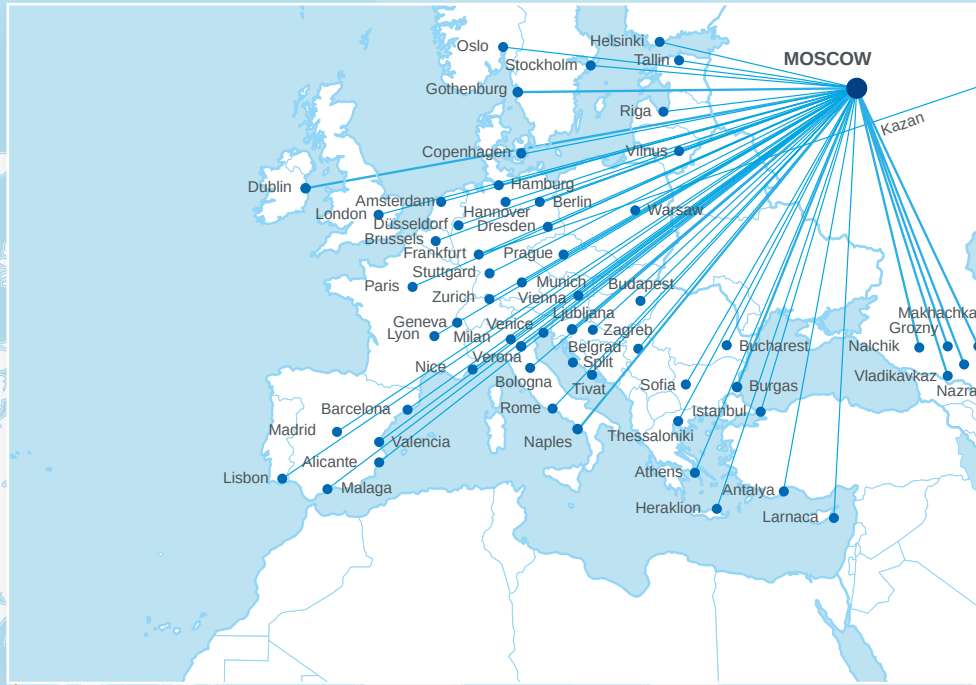 Oslo
Helsinki
MOSCOW
Stockholm
Tallin
Gothenburg
Riga
Kazan
Copenhagen
Vilnus
Dublin
Hamburg
Amsterdam
Berlin
London
Hannover
Warsaw
Düsseldorf
Dresden
Brussels
Frankfurt
Prague
Stuttgart
Paris
Munich
Budapest
Zurich
Vienna
Ljubljana
Makhachka
Geneva
Venice
Grozny
Lyon
Milan
Zagreb
Belgrad
Bucharest
Nalchik
Verona
Split
Nice
Bologna
Tivat
Sofia
Burgas
Vladikavkaz
Nazra
Barcelona
Rome
Istanbul
Madrid
Valencia
Naples
Thessaloniki
Alicante
Athens
Lisbon
Malaga
Antalya
Heraklion
Larnaca